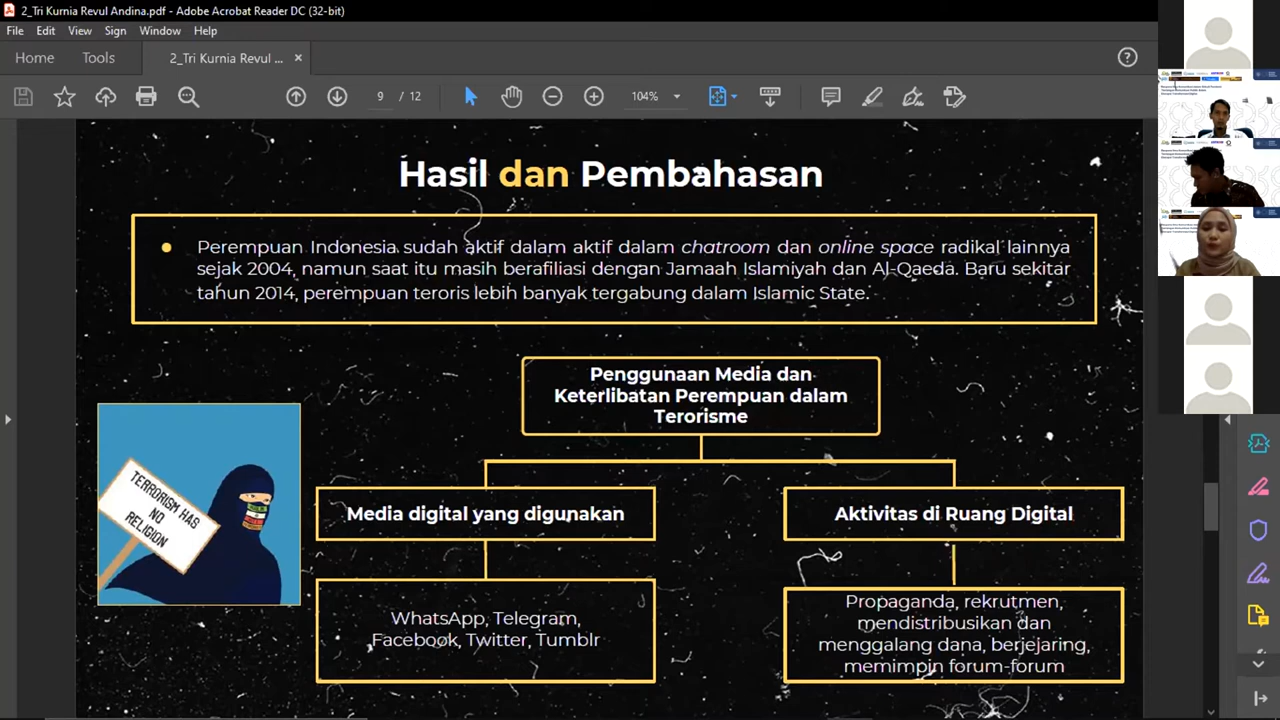 2_Tri Kurnia Revul Andina.pdf - Adobe Acrobat Reader DC (32-bit)
File Edit View Sign Window Help
Home Tools 2_Tri Kurnia Revul ... ×
12 104%
Hasil dan Pembahasan
Perempuan Indonesia sudah aktif dalam aktif dalam chatroom dan online space radikal lainnya
sejak 2004, namun saat itu masih berafiliasi dengan Jamaah Islamiyah dan Al-Qaeda. Baru sekitar
tahun 2014, perempuan teroris lebih banyak tergabung dalam Islamic State.
Penggunaan Media dan
Keterlibatan Perempuan dalam
Terorisme
TERRORISM HAS
NO
RELIGION
Media digital yang digunakan
Aktivitas di Ruang Digital
WhatsApp, Telegram,
Facebook, Twitter, Tumblr
Propaganda, rekrutmen,
mendistribusikan dan
menggalang dana, berjejaring,
memimpin forum-forum